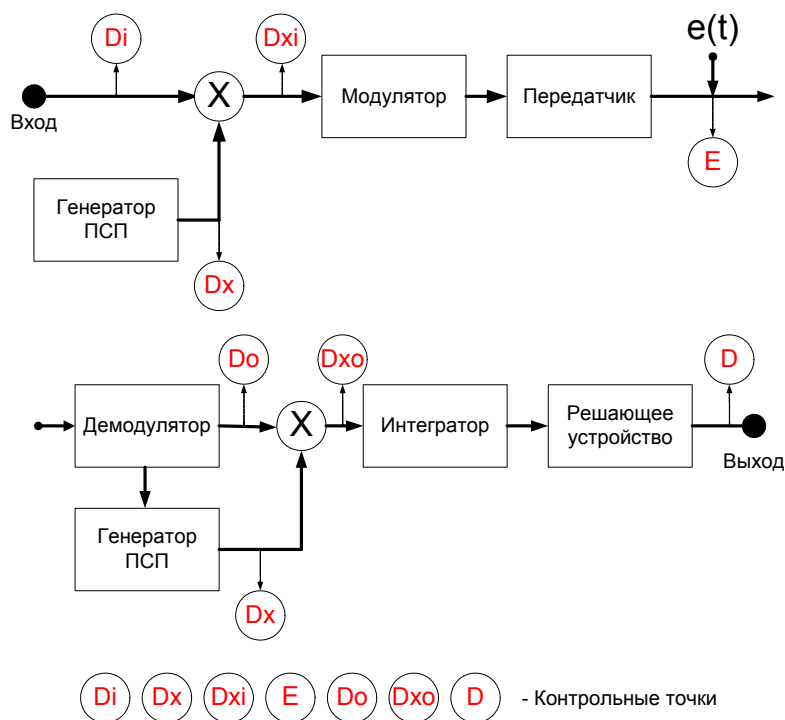 Di
Dxi
e(t)
X
Модулятор
Передатчик
Вход
E
Генератор
ПСП
Dx
Do
Dxo
D
Демодулятор
X
Интегратор
Решающее
устройство
Выход
Генератор
ПСП
Dx
Di Dx Dxi E Do Dxo D - Контрольные точки